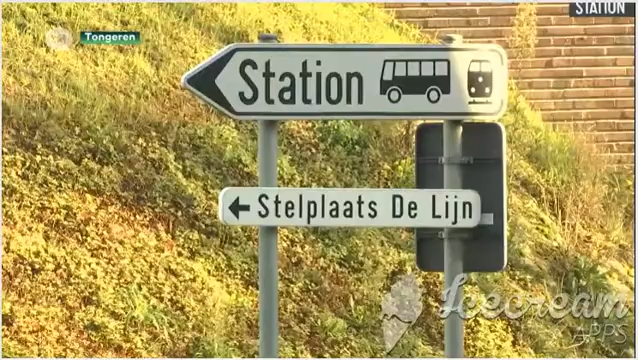 STATION
Tongeren
Station
Stelplaats De Lijn
Icecream
APPS